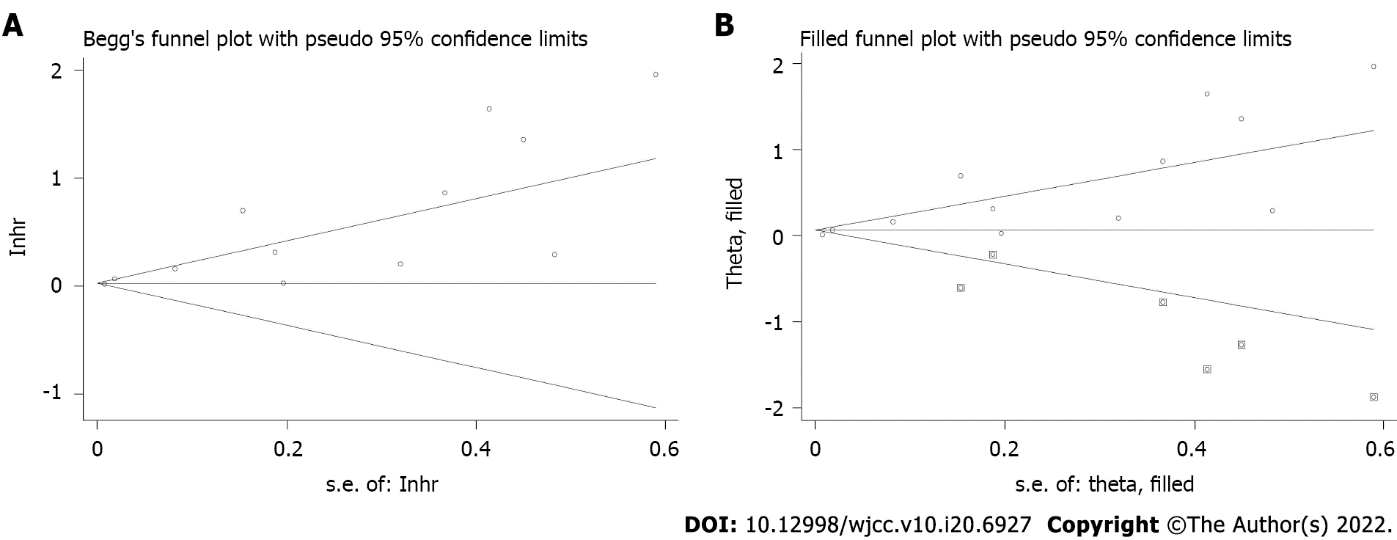 A
Begg's funnel plot with pseudo 95% confidence limits
2
1
0
-1
lnhr
0
0.2
0.4
0.6
s.e. of: lnhr
B
Filled funnel plot with pseudo 95% confidence limits
2
1
0
-1
-2
Theta, filled
0
0.2
0.4
0.6
s.e. of: theta, filled
DOI: 10.12998/wjcc.v10.i20.6927 Copyright ©The Author(s) 2022.